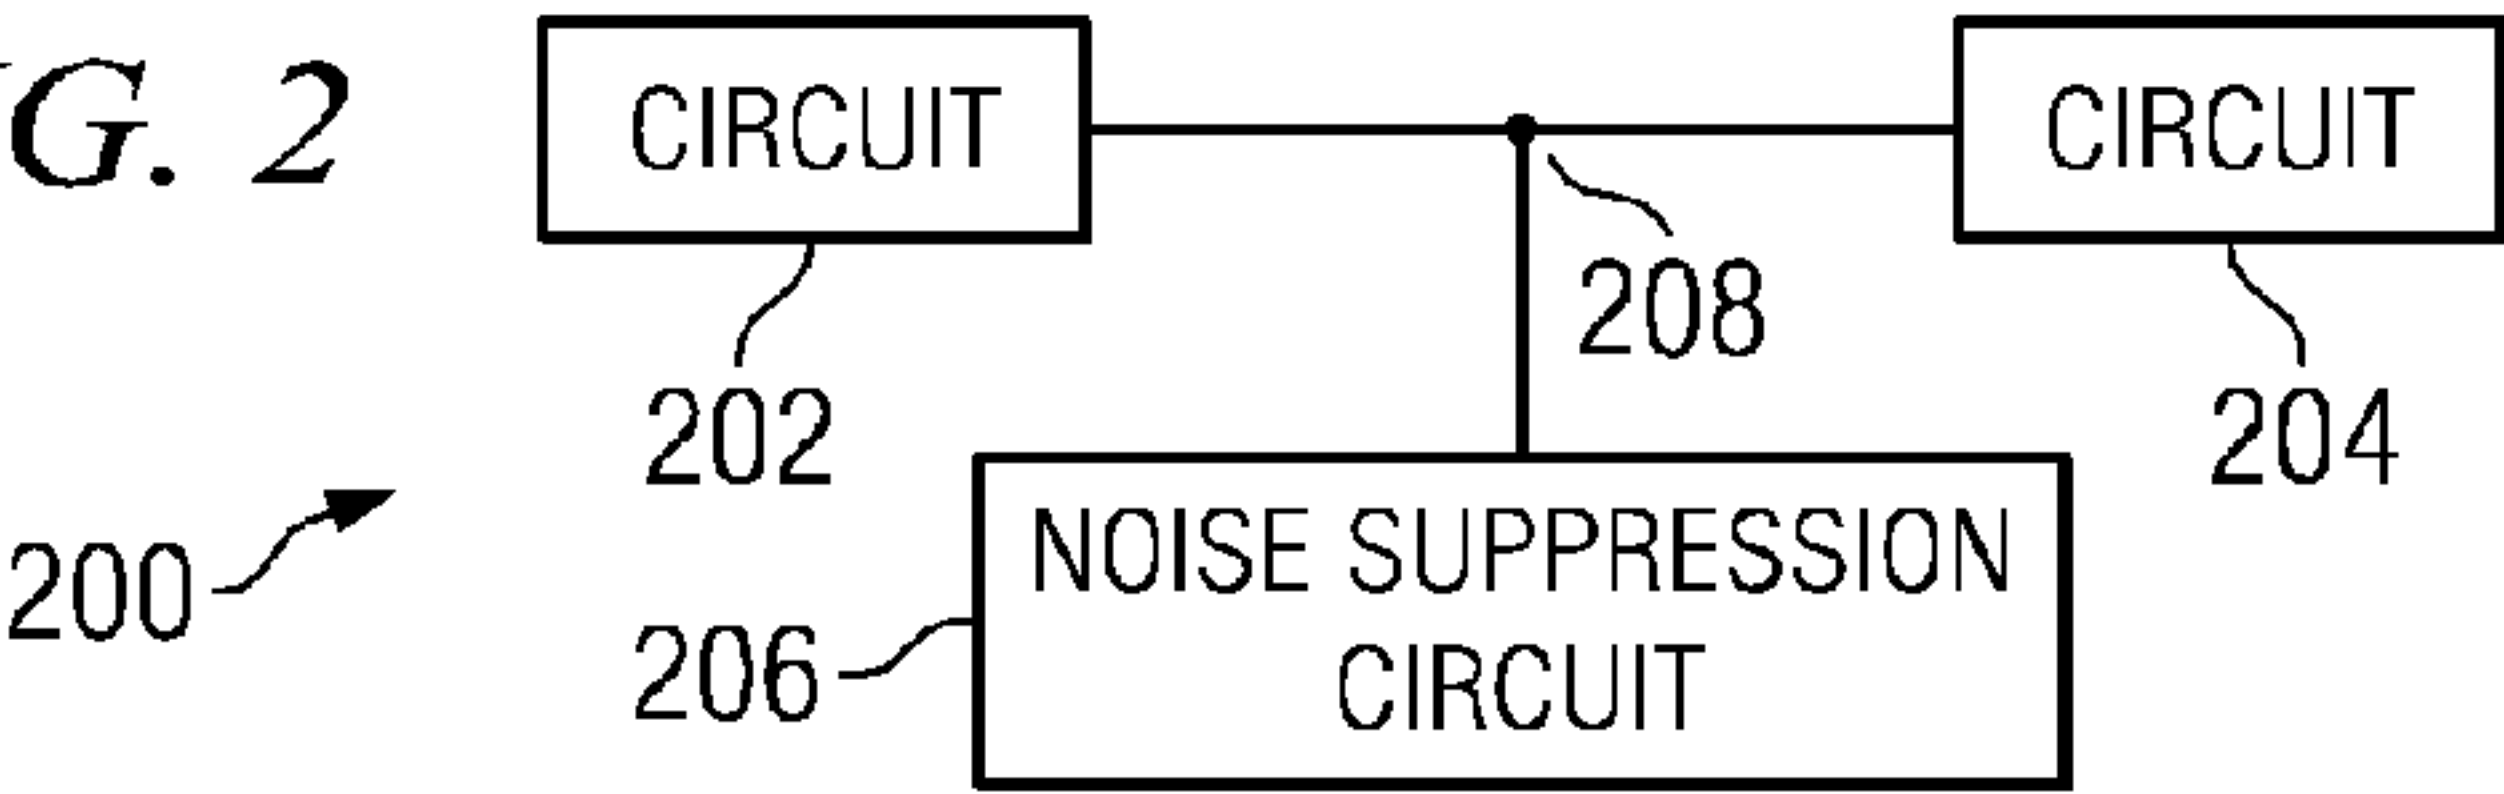 G. 2
CIRCUIT
CIRCUIT
208
202
204
200
NOISE SUPPRESSION
CIRCUIT
206